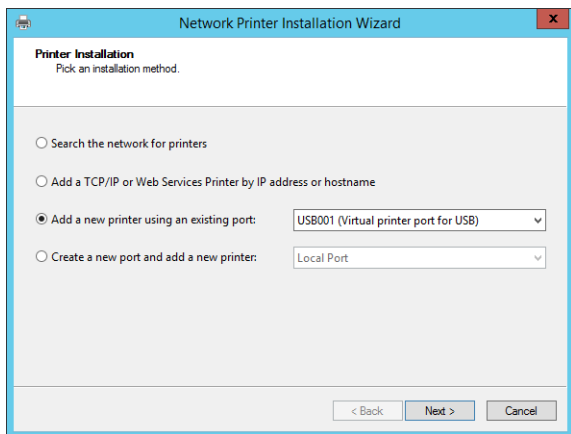 Network Printer Installation Wizard
x
Printer Installation
Pick an installation method.
Search the network for printers
Add a TCP/IP or Web Services Printer by IP address or hostname
Add a new printer using an existing port: USB001 (Virtual printer port for USB)
Create a new port and add a new printer: Local Port
< Back Next > Cancel